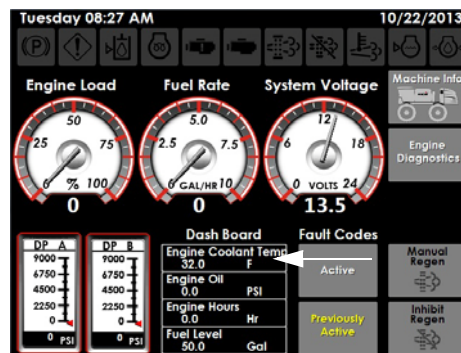 Tuesday 08:27 AM 10/22/2013
(P)
Engine Load Fuel Rate System Voltage
Machine Info
50
25 75
0 % 100
0
5.0
2.5 7.5
0 GAL/HR 10
0
12
6 18
0 VOLTS 24
13.5
Engine
Diagnostics
DP A
9000
6750
4500
2250
0
0 PSI
DP B
9000
6750
4500
2250
0
0 PSI
Dash Board
Engine Coolant Temp
32.0 F
Engine Oil
0.0 PSI
Engine Hours
0.0 Hr
Fuel Level
50.0 Gal
Fault Codes
Active
Previously
Active
Manual
Regen
Inhibit
Regen